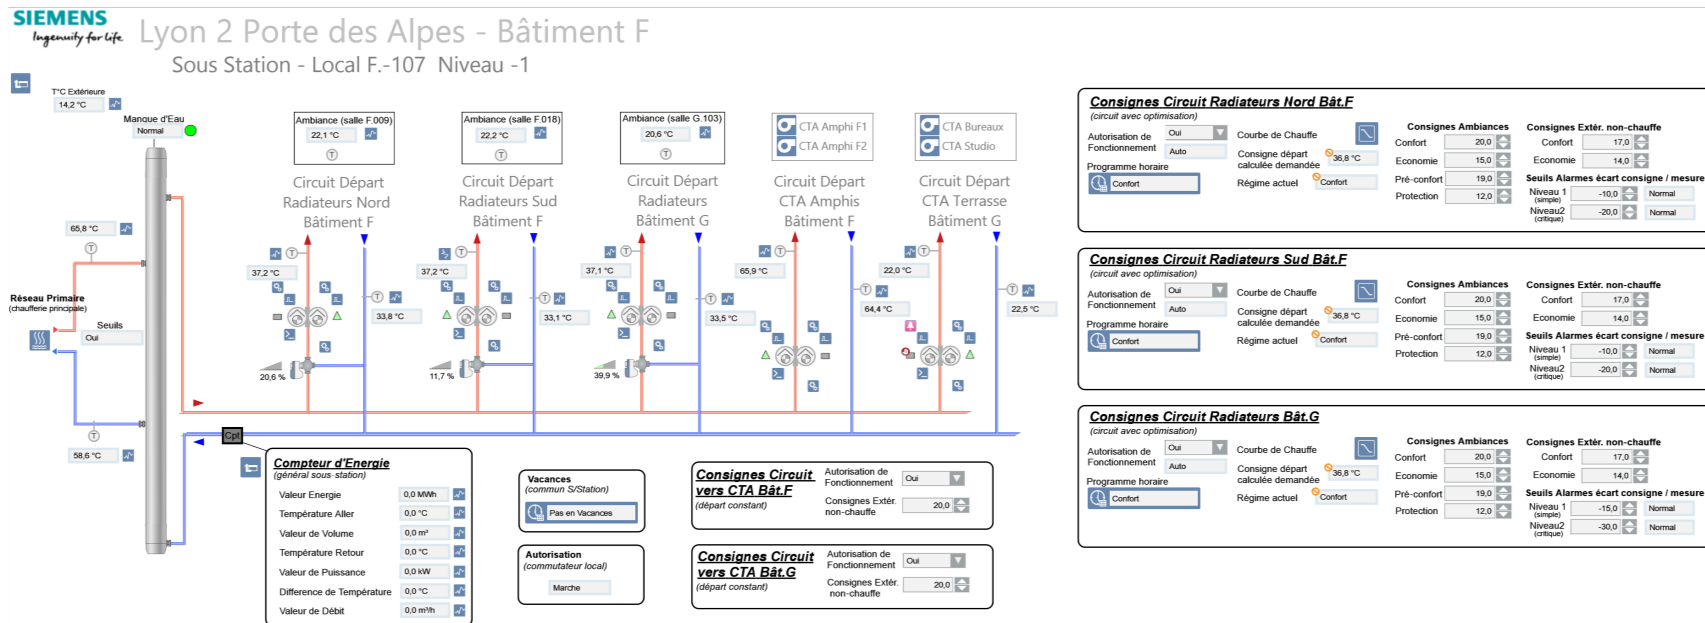 SIEMENS
Ingenuity for life
Lyon 2 Porte des Alpes - Bâtiment F
Sous Station - Local F.-107 Niveau -1
T°C Extérieure
14,2 °C
Manque d'Eau
Normal
65,8 °C
T
Réseau Primaire
(chaufferie principale)
Seuils
Oui
T
58,6 °C
Ambiance (salle F.009)
22,1 °C
T
Circuit Départ
Radiateurs Nord
Bâtiment F
T
37,2 °C
T
33,8 °C
20,6 %
Ambiance (salle F.018)
22,2 °C
T
Circuit Départ
Radiateurs Sud
Bâtiment F
T
37,2 °C
T
33,1 °C
11,7 %
Ambiance (salle G.103)
20,6 °C
T
Circuit Départ
Radiateurs
Bâtiment G
T
37,1 °C
T
33,5 °C
39,9 %
CTA Amphi F1
CTA Amphi F2
Circuit Départ
CTA Amphis
Bâtiment F
T
65,9 °C
T
64,4 °C
CTA Bureaux
CTA Studio
Circuit Départ
CTA Terrasse
Bâtiment G
T
22,0 °C
T
22,5 °C
Cpt
Compteur d'Energie
(général sous-station)
Valeur Energie 0,0 MWh
Température Aller 0,0 °C
Valeur de Volume 0,0 m³
Température Retour 0,0 °C
Valeur de Puissance 0,0 kW
Difference de Température 0,0 °C
Valeur de Débit 0,0 m³/h
Vacances
(commun S/Station)
Pas en Vacances
Autorisation
(commutateur local)
Marche
Consignes Circuit
vers CTA Bât.F
(départ constant)
Autorisation de
Fonctionnement
Oui
Consignes Extér.
non-chauffe
20,0
Consignes Circuit
vers CTA Bât.G
(départ constant)
Autorisation de
Fonctionnement
Oui
Consignes Extér.
non-chauffe
20,0
Consignes Circuit Radiateurs Nord Bât.F
(circuit avec optimisation)
Autorisation de
Fonctionnement
Oui
Auto
Programme horaire
Confort
Courbe de Chauffe
Consigne départ
calculée demandée
36,8 °C
Régime actuel
Confort
Consignes Ambiances
Confort 20,0
Economie 15,0
Pré-confort 19,0
Protection 12,0
Consignes Extér. non-chauffe
Confort 17,0
Economie 14,0
Seuils Alarmes écart consigne / mesure
Niveau 1
(simple)
-10,0
Normal
Niveau2
(critique)
-20,0
Normal
Consignes Circuit Radiateurs Sud Bât.F
(circuit avec optimisation)
Autorisation de
Fonctionnement
Oui
Auto
Programme horaire
Confort
Courbe de Chauffe
Consigne départ
calculée demandée
36,8 °C
Régime actuel
Confort
Consignes Ambiances
Confort 20,0
Economie 15,0
Pré-confort 19,0
Protection 12,0
Consignes Extér. non-chauffe
Confort 17,0
Economie 14,0
Seuils Alarmes écart consigne / mesure
Niveau 1
(simple)
-10,0
Normal
Niveau2
(critique)
-20,0
Normal
Consignes Circuit Radiateurs Bât.G
(circuit avec optimisation)
Autorisation de
Fonctionnement
Oui
Auto
Programme horaire
Confort
Courbe de Chauffe
Consigne départ
calculée demandée
36,8 °C
Régime actuel
Confort
Consignes Ambiances
Confort 20,0
Economie 15,0
Pré-confort 19,0
Protection 12,0
Consignes Extér. non-chauffe
Confort 17,0
Economie 14,0
Seuils Alarmes écart consigne / mesure
Niveau 1
(simple)
-15,0
Normal
Niveau2
(critique)
-30,0
Normal